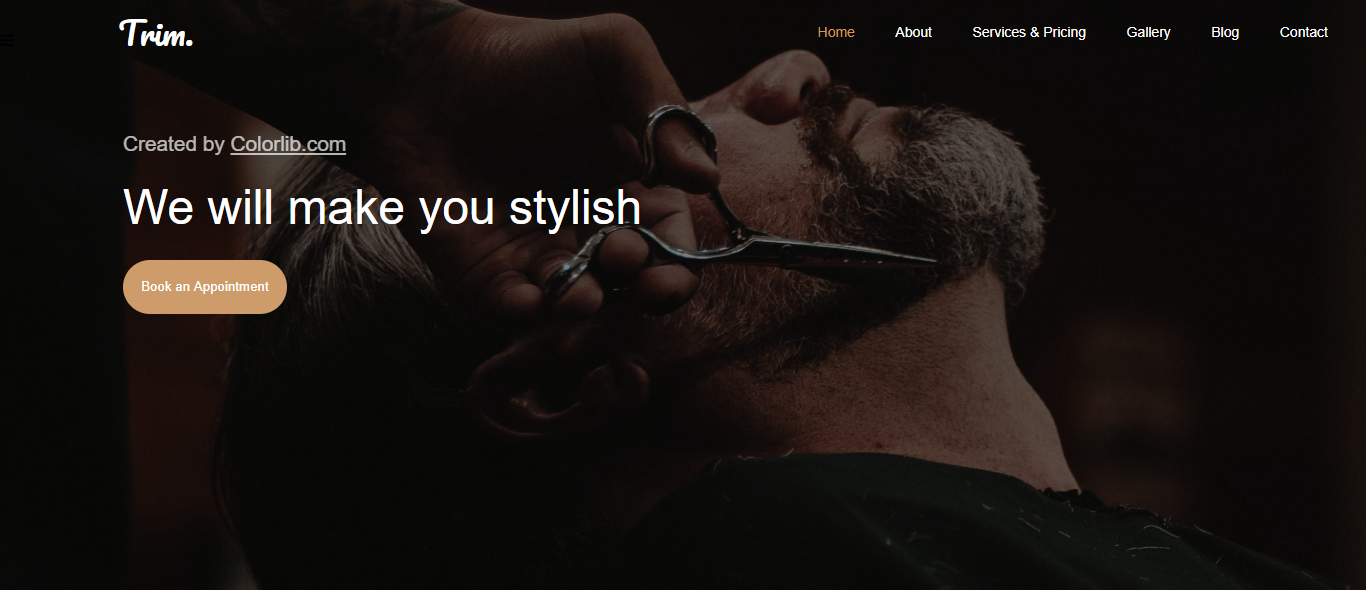 Trim.
Home About Services & Pricing Gallery Blog Contact
Created by Colorlib.com
We will make you stylish
Book an Appointment